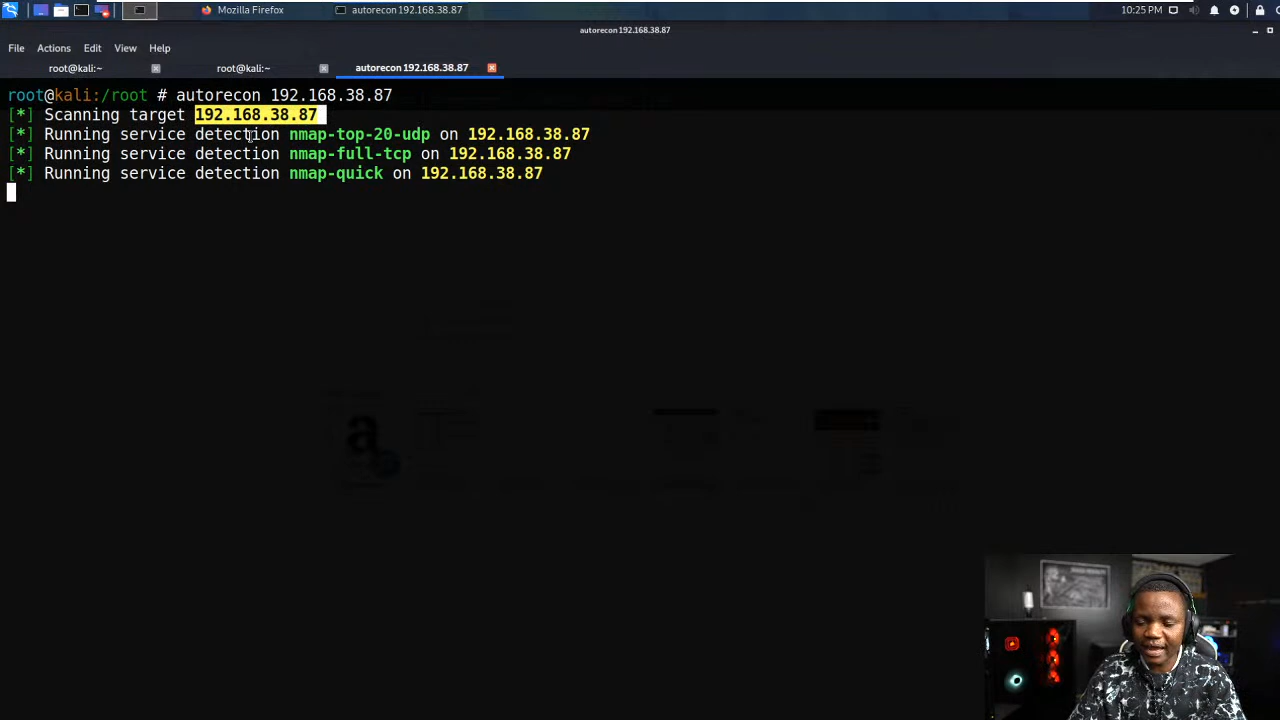 Mozilla Firefox
autorecon 192.168.38.87
10:25 PM
autorecon 192.168.38.87
File Actions Edit View Help
root@kali:~
root@kali:~
autorecon 192.168.38.87
root@kali:/root # autorecon 192.168.38.87
[*] Scanning target 192.168.38.87
[*] Running service detection nmap-top-20-udp on 192.168.38.87
[*] Running service detection nmap-full-tcp on 192.168.38.87
[*] Running service detection nmap-quick on 192.168.38.87